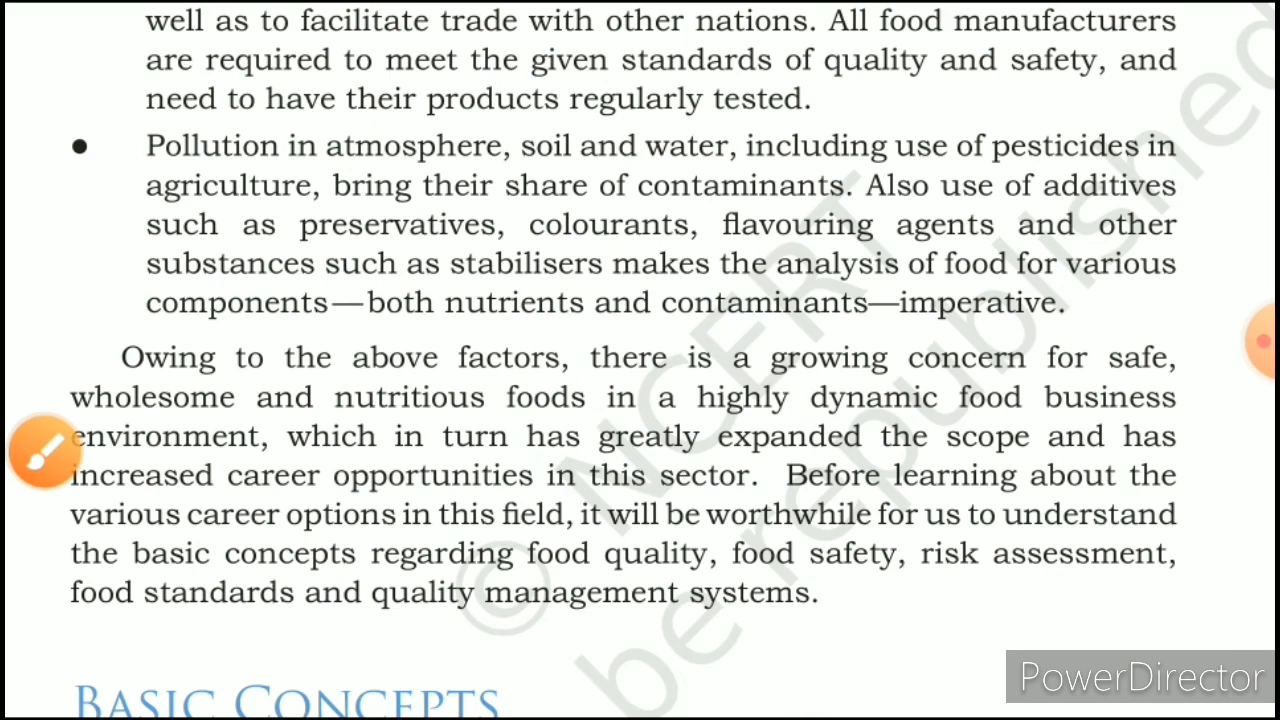 well as to facilitate trade with other nations. All food manufacturers
are required to meet the given standards of quality and safety, and
need to have their products regularly tested.
● Pollution in atmosphere, soil and water, including use of pesticides in
agriculture, bring their share of contaminants. Also use of additives
such as preservatives, colourants, flavouring agents and other
substances such as stabilisers makes the analysis of food for various
components—both nutrients and contaminants—imperative.
Owing to the above factors, there is a growing concern for safe,
wholesome and nutritious foods in a highly dynamic food business
environment, which in turn has greatly expanded the scope and has
increased career opportunities in this sector. Before learning about the
various career options in this field, it will be worthwhile for us to understand
the basic concepts regarding food quality, food safety, risk assessment,
food standards and quality management systems.
BASIC CONCEPTS
© NCERT
be republished
PowerDirector